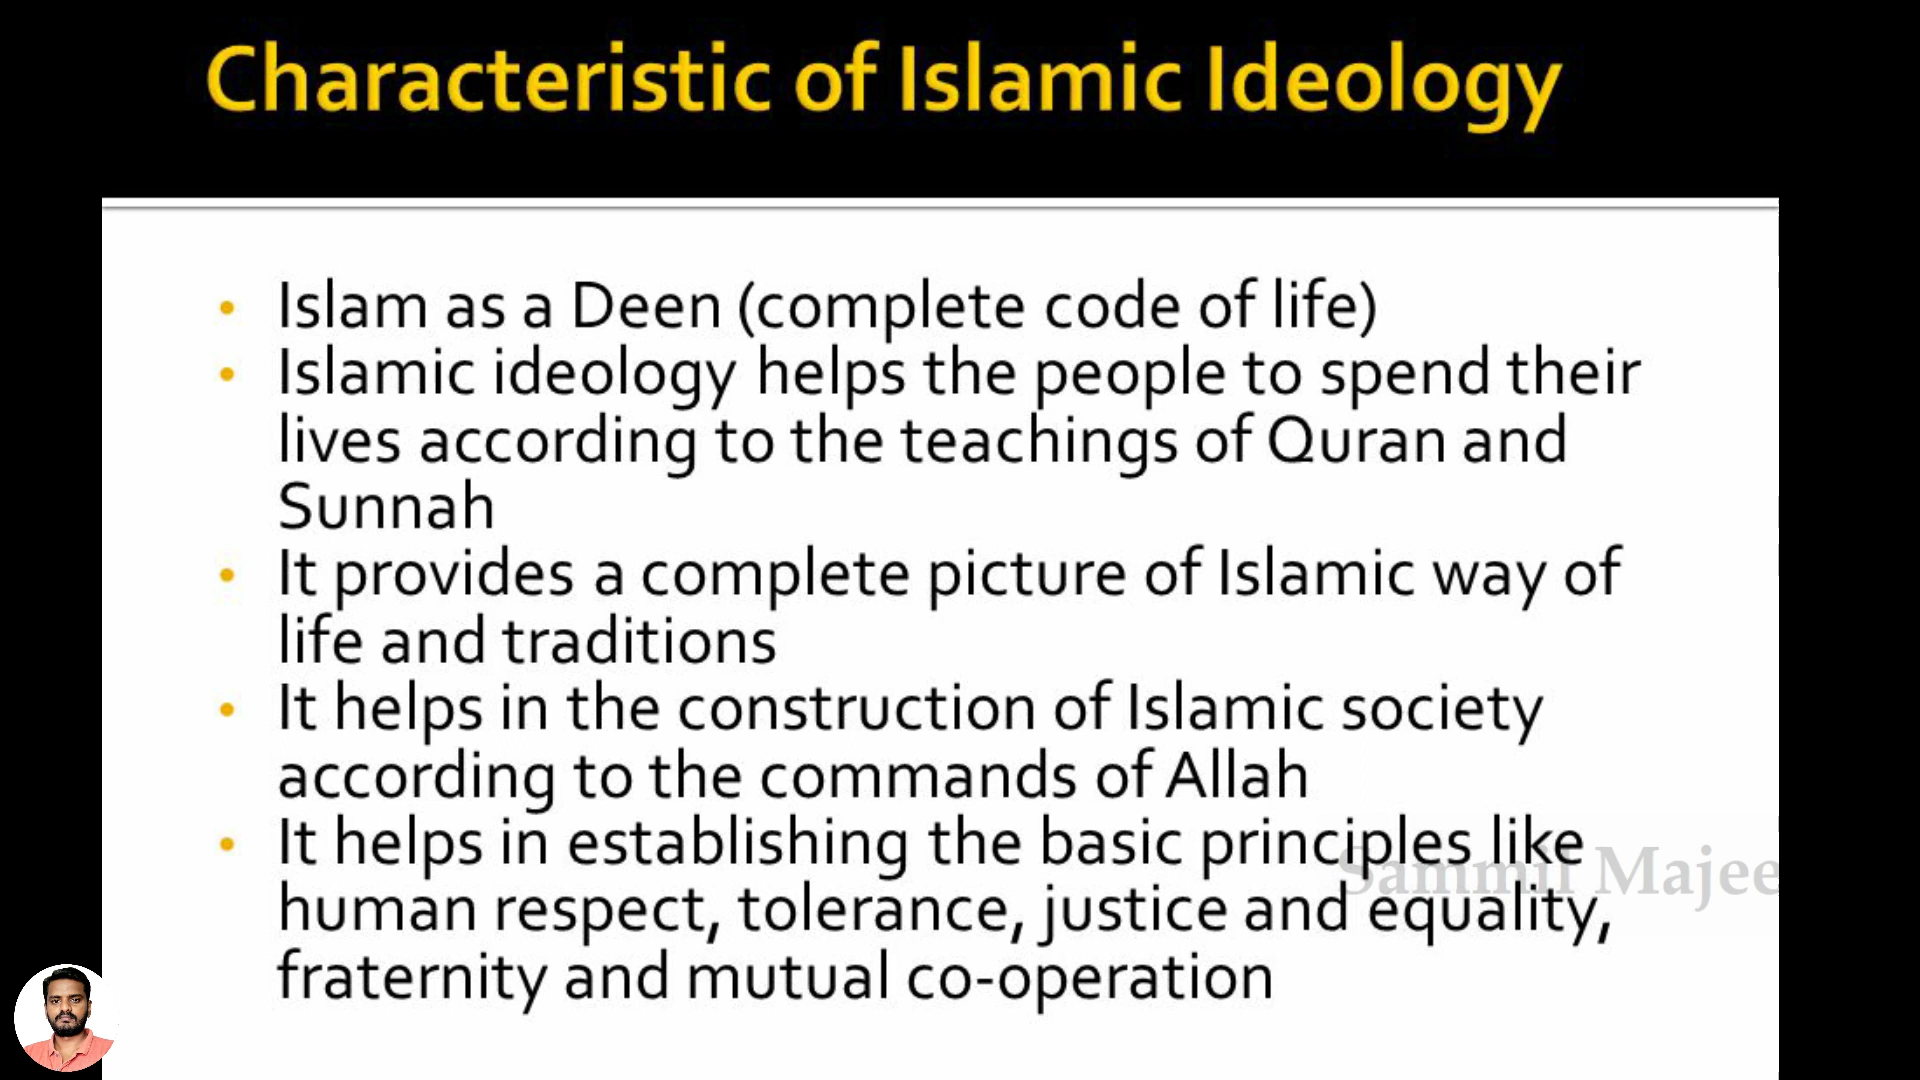 Characteristic of Islamic Ideology
• Islam as a Deen (complete code of life)
• Islamic ideology helps the people to spend their
lives according to the teachings of Quran and
Sunnah
• It provides a complete picture of Islamic way of
life and traditions
• It helps in the construction of Islamic society
according to the commands of Allah
• It helps in establishing the basic principles like
human respect, tolerance, justice and equality,
fraternity and mutual co-operation
Majee